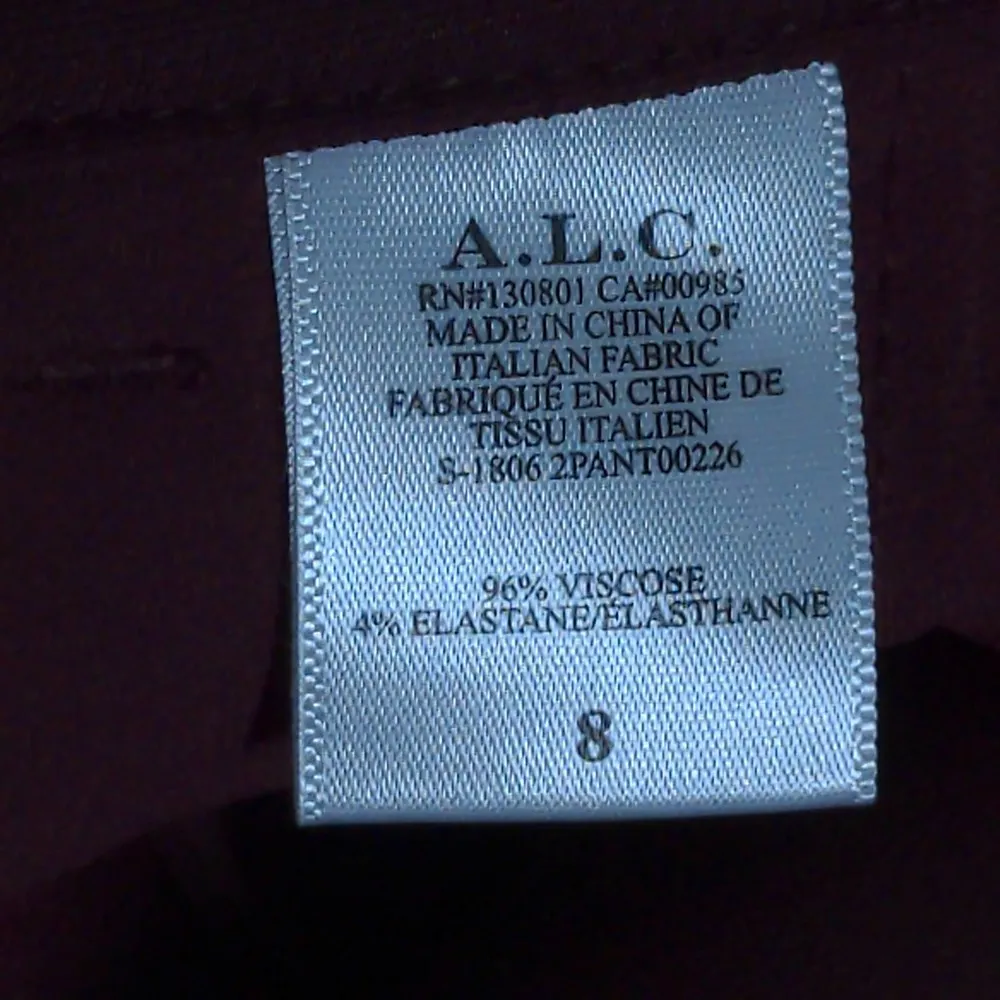 A.L.C.
RN#130801 CA#00985
MADE IN CHINA OF
ITALIAN FABRIC
FABRIQUÉ EN CHINE DE
TISSU ITALIEN
S-1806 2PANT00226
96% VISCOSE
4% ELASTANE/ÉLASTHANNE
8